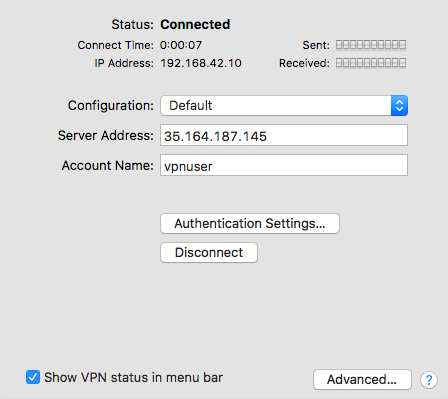 Status: Connected
Connect Time: 0:00:07 Sent:
IP Address: 192.168.42.10 Received:
Configuration: Default
Server Address: 35.164.187.145
Account Name: vpnuser
Authentication Settings...
Disconnect
Show VPN status in menu bar Advanced... ?